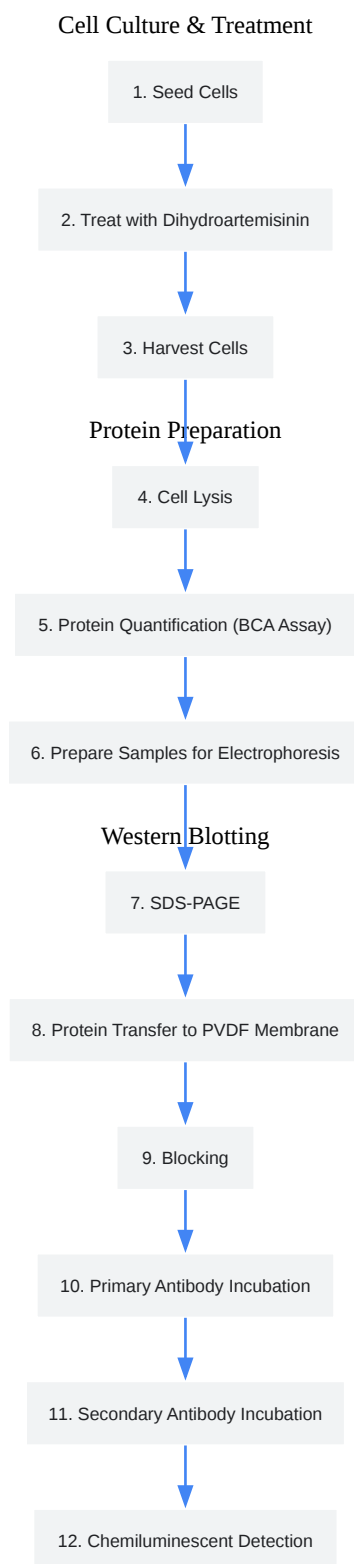 Cell Culture & Treatment
1. Seed Cells
2. Treat with Dihydroartemisinin
3. Harvest Cells
Protein Preparation
4. Cell Lysis
5. Protein Quantification (BCA Assay)
6. Prepare Samples for Electrophoresis
Western Blotting
7. SDS-PAGE
8. Protein Transfer to PVDF Membrane
9. Blocking
10. Primary Antibody Incubation
11. Secondary Antibody Incubation
12. Chemiluminescent Detection